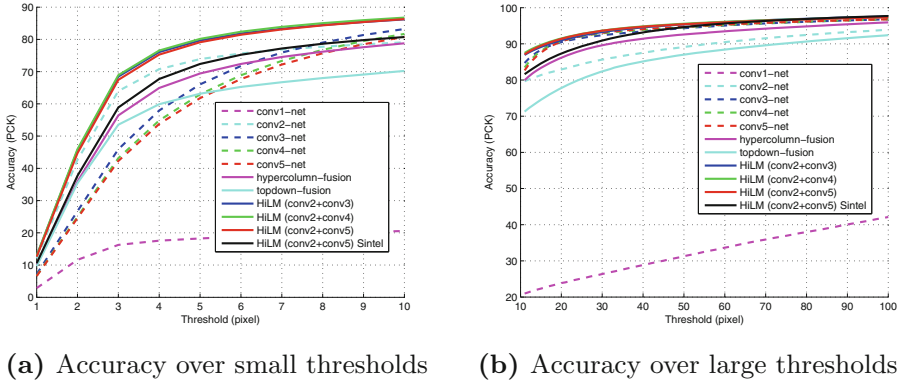 90
80
70
60
50
40
30
20
10
0
Accuracy (PCK)
1 2 3 4 5 6 7 8 9 10
Threshold (pixel)
conv1-net
conv2-net
conv3-net
conv4-net
conv5-net
hypercolumn-fusion
topdown-fusion
HiLM (conv2+conv3)
HiLM (conv2+conv4)
HiLM (conv2+conv5)
HiLM (conv2+conv5) Sintel
(a) Accuracy over small thresholds
100
90
80
70
60
50
40
30
20
Accuracy (PCK)
10 20 30 40 50 60 70 80 90 100
Threshold (pixel)
conv1-net
conv2-net
conv3-net
conv4-net
conv5-net
hypercolumn-fusion
topdown-fusion
HiLM (conv2+conv3)
HiLM (conv2+conv4)
HiLM (conv2+conv5)
HiLM (conv2+conv5) Sintel
(b) Accuracy over large thresholds